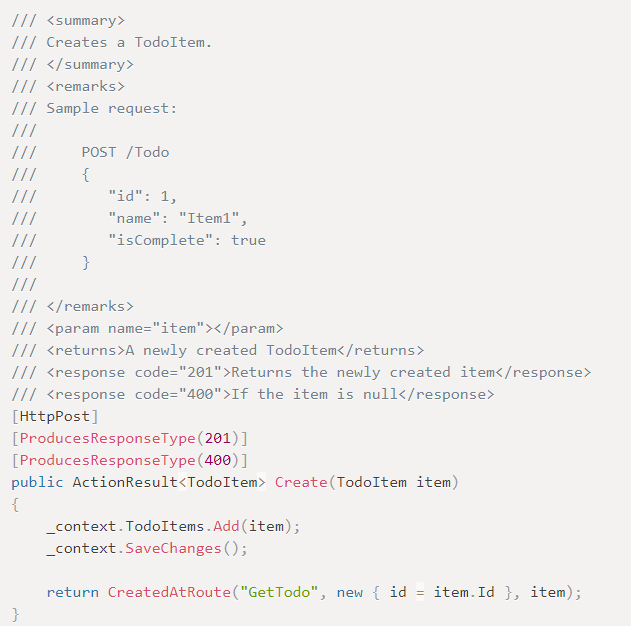 /// <summary>
/// Creates a TodoItem.
/// </summary>
/// <remarks>
/// Sample request:
///
///     POST /Todo
///     {
///        "id": 1,
///        "name": "Item1",
///        "isComplete": true
///     }
///
/// </remarks>
/// <param name="item"></param>
/// <returns>A newly created TodoItem</returns>
/// <response code="201">Returns the newly created item</response>
/// <response code="400">If the item is null</response>
[HttpPost]
[ProducesResponseType(201)]
[ProducesResponseType(400)]
public ActionResult<TodoItem> Create(TodoItem item)
{
    _context.TodoItems.Add(item);
    _context.SaveChanges();

    return CreatedAtRoute("GetTodo", new { id = item.Id }, item);
}